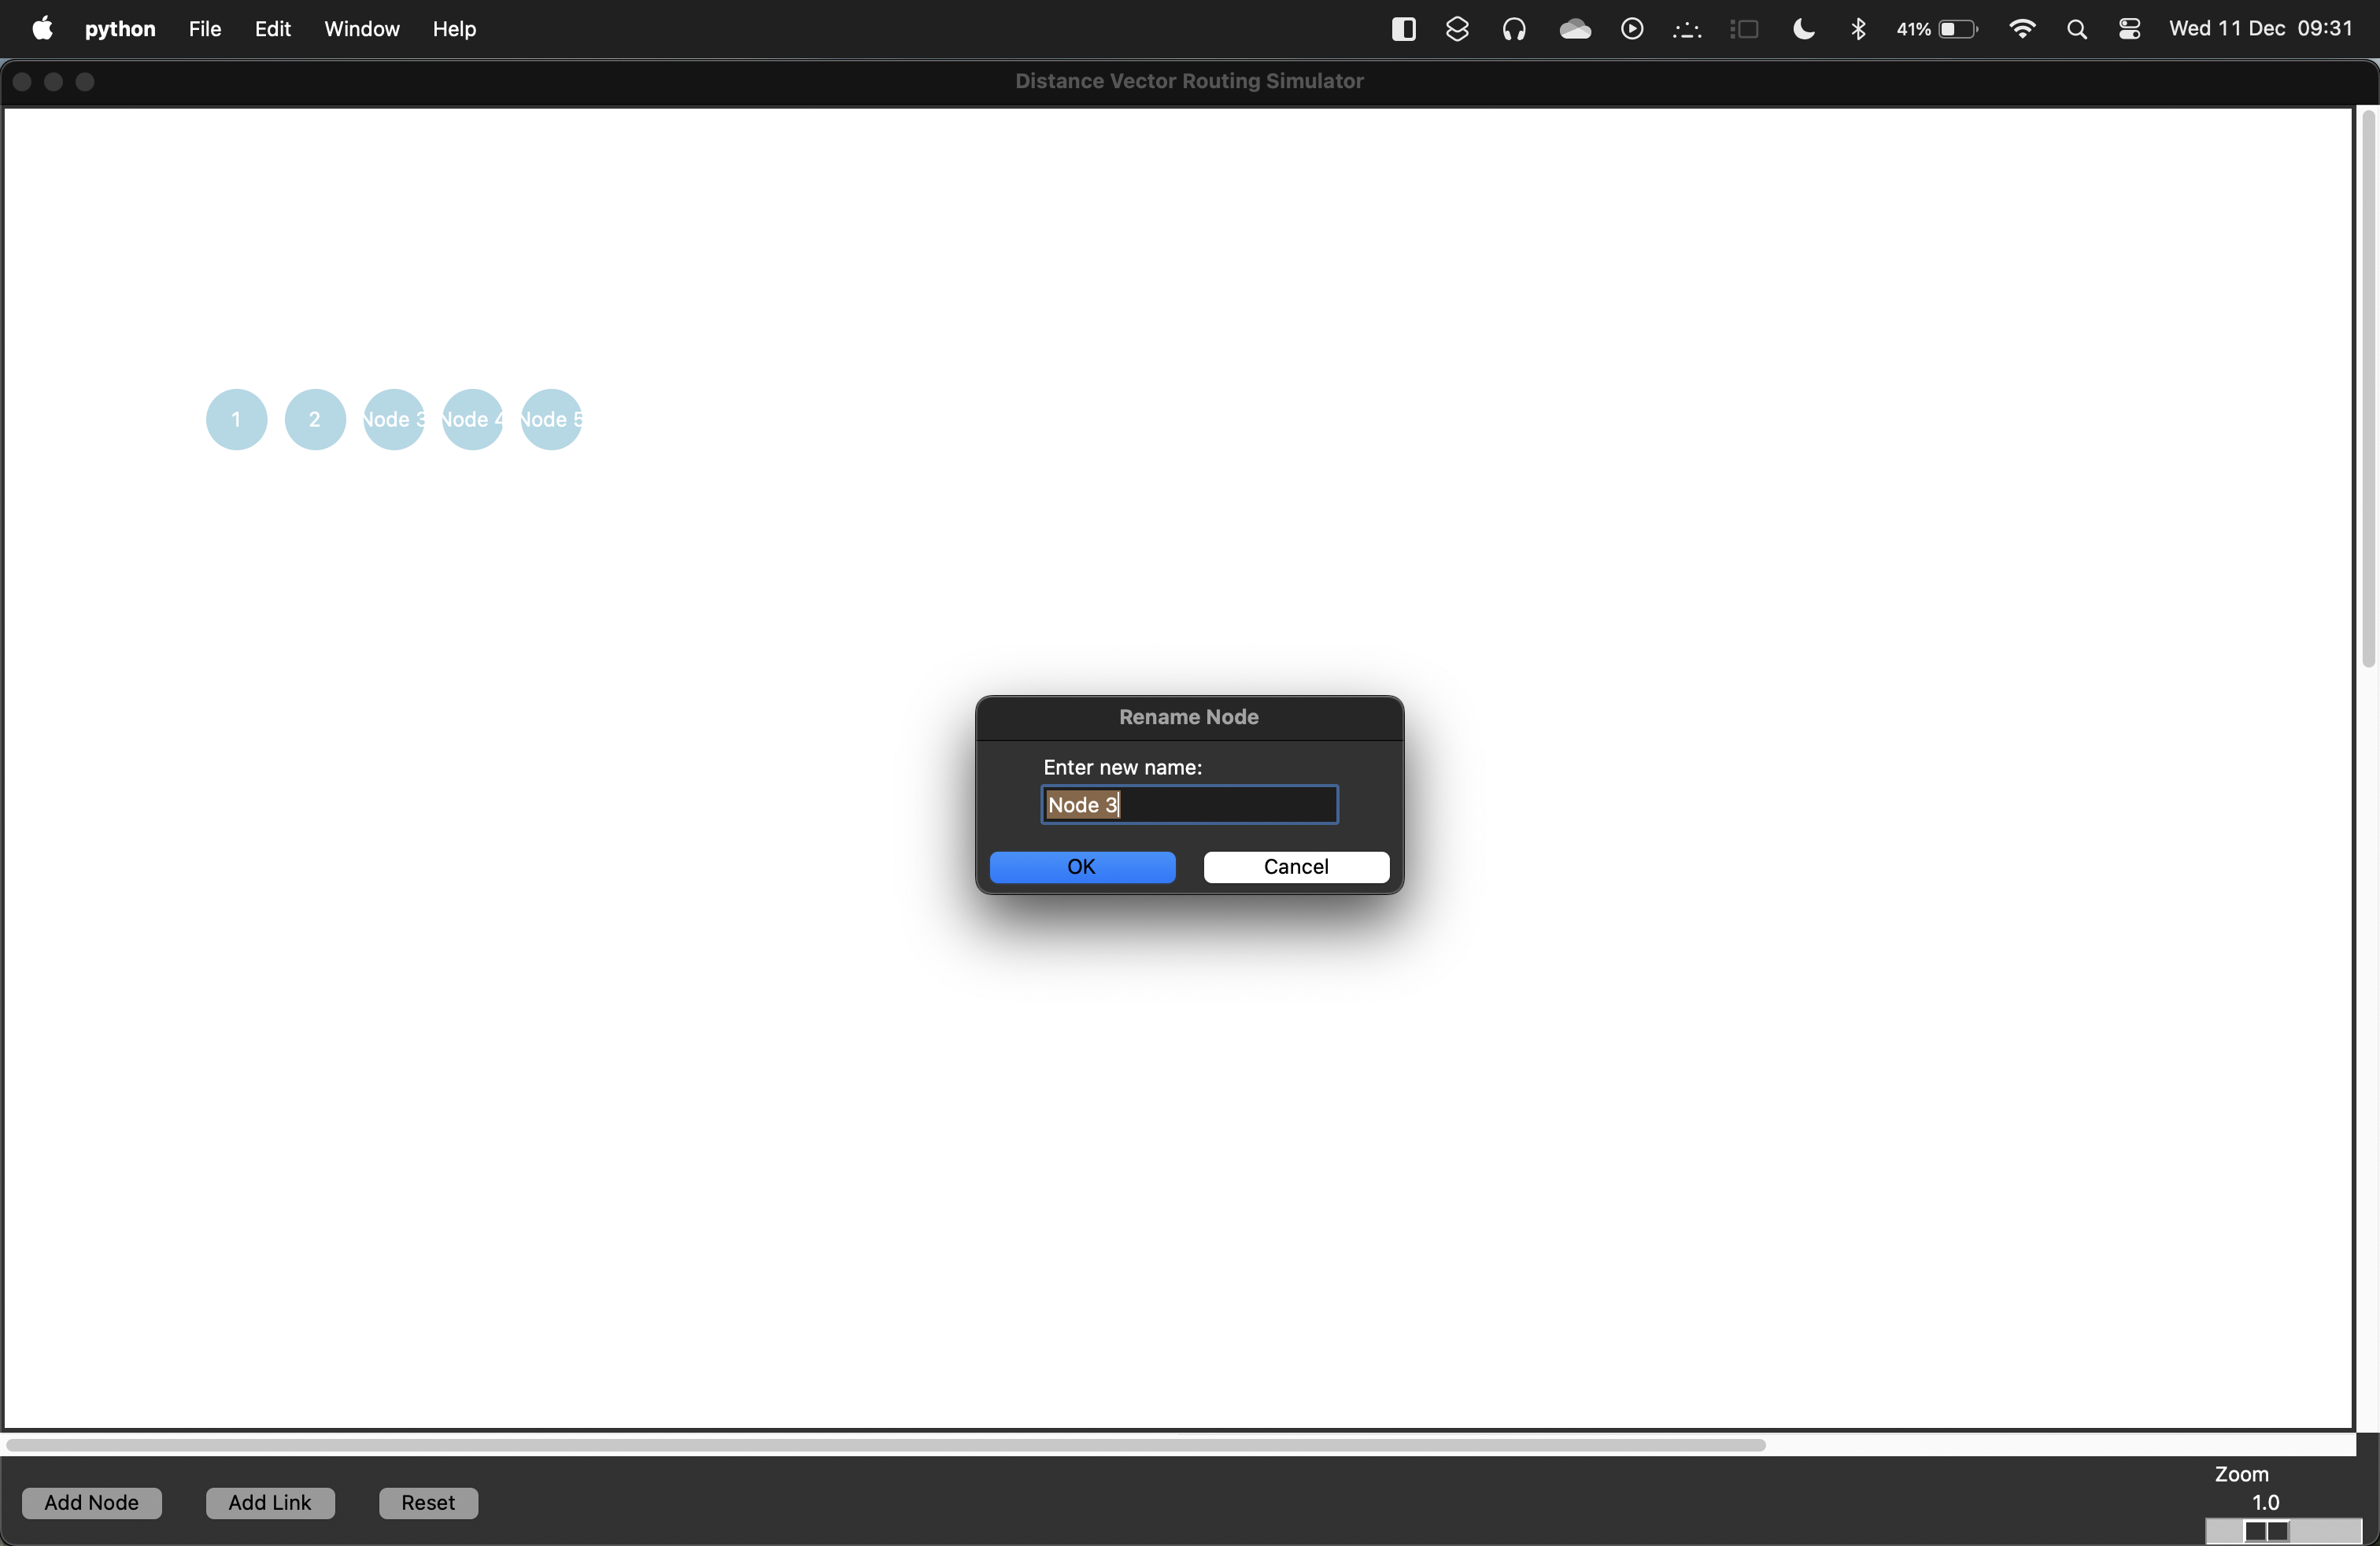 python File Edit Window Help 41% Wed 11 Dec 09:31
Distance Vector Routing Simulator
1 2 Node 3 Node 4 Node 5
Rename Node
Enter new name:
Node 3
OK Cancel
Zoom
1.0
Add Node Add Link Reset